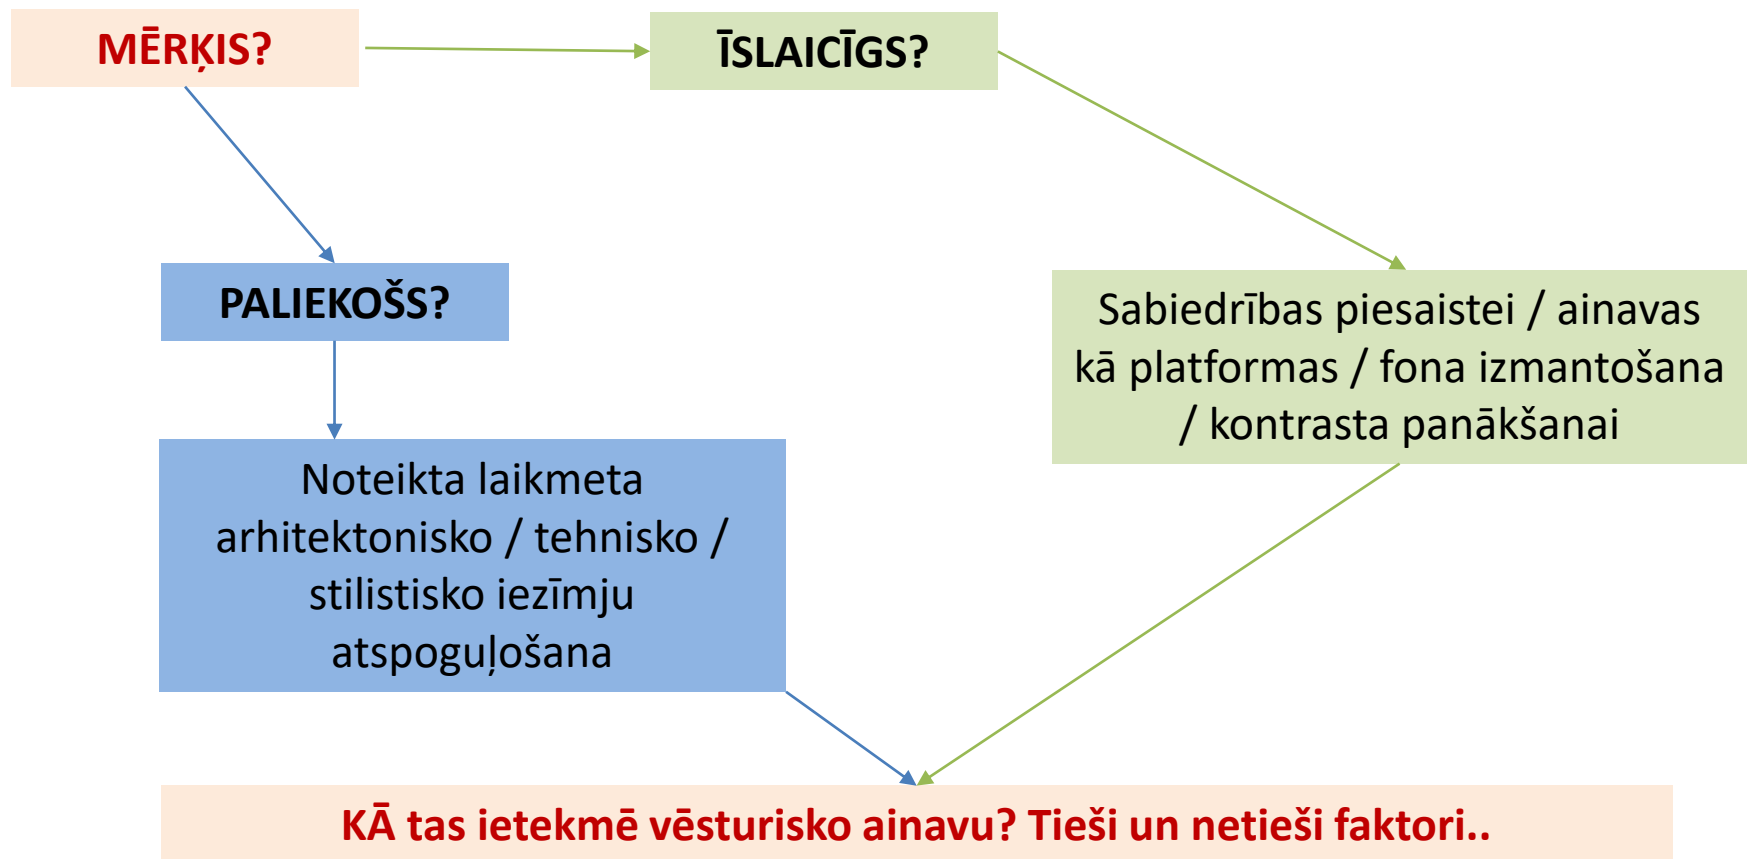 MĒRĶIS?
ĪSLAICĪGS?
PALIEKOŠS?
Sabiedrības piesaistei / ainavas
kā platformas / fona izmantošana
/ kontrasta panākšanai
Noteikta laikmeta
arhitektonisko / tehnisko /
stilistisko iezīmju
atspoguļošana
KĀ tas ietekmē vēsturisko ainavu? Tieši un netieši faktori..